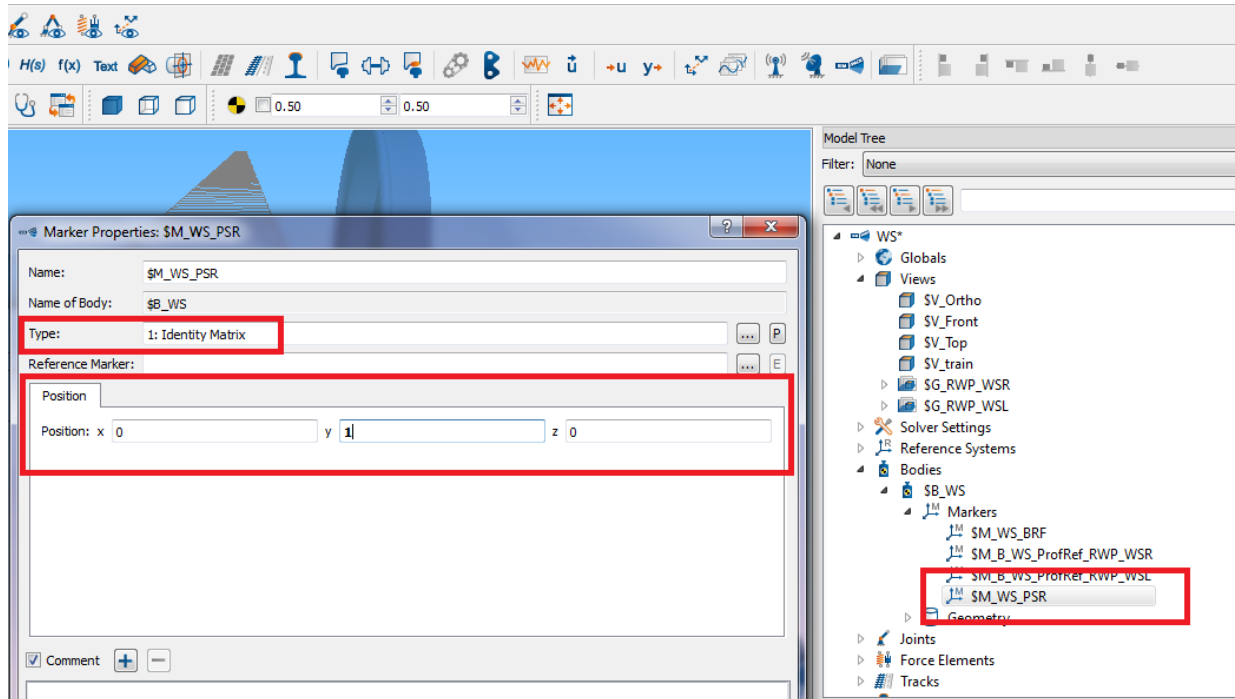 H(s) f(x) Text
0.50 0.50
Model Tree
Filter: None
Marker Properties: $M_WS_PSR
Name: $M_WS_PSR
Name of Body: $B_WS
Type: 1: Identity Matrix ... P
Reference Marker: ... E
Position
Position: x 0 y 1 z 0
Comment
WS*
Globals
Views
$V_Ortho
$V_Front
$V_Top
$V_train
$G_RWP_WSR
$G_RWP_WSL
Solver Settings
Reference Systems
Bodies
$B_WS
Markers
$M_WS_BRF
$M_B_WS_ProfRef_RWP_WSR
$M_B_WS_ProfRef_RWP_WSL
$M_WS_PSR
Geometry
Joints
Force Elements
Tracks